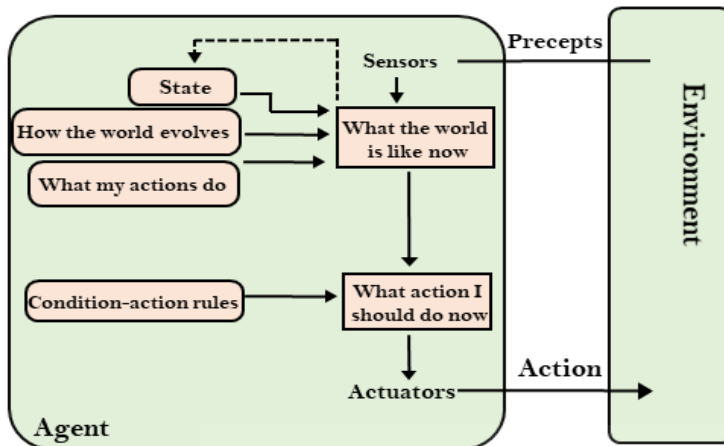 Precepts
Sensors
State
How the world evolves
What the world
is like now
What my actions do
Environment
Condition-action rules
What action I
should do now
Action
Actuators
Agent